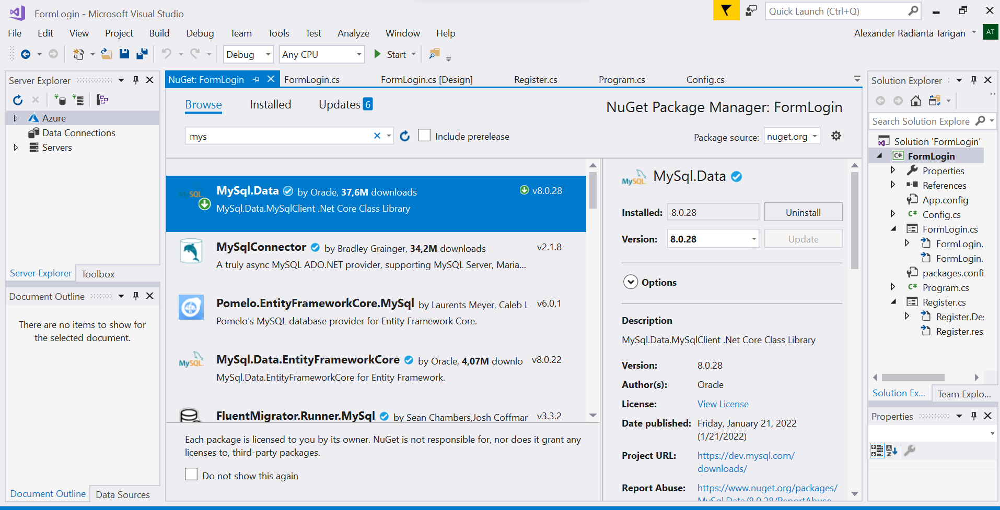 FormLogin - Microsoft Visual Studio
Quick Launch (Ctrl+Q)
File Edit View Project Build Debug Team Tools Test Analyze Window Help
Alexander Radianta Tarigan AT
Debug Any CPU Start
Server Explorer
Azure
Data Connections
Servers
Server Explorer Toolbox
Document Outline
There are no items to show for
the selected document.
Document Outline Data Sources
NuGet: FormLogin FormLogin.cs FormLogin.cs [Design] Register.cs Program.cs Config.cs
Browse Installed Updates 6
NuGet Package Manager: FormLogin
mys
Include prerelease
Package source: nuget.org
MySQL
MySql.Data by Oracle, 37,6M downloads v8.0.28
MySql.Data.MySqlClient .Net Core Class Library
MySqlConnector by Bradley Grainger, 34,2M downloads v2.1.8
A truly async MySQL ADO.NET provider, supporting MySQL Server, Maria...
Pomelo.EntityFrameworkCore.MySql by Laurents Meyer, Caleb L v6.0.1
Pomelo's MySQL database provider for Entity Framework Core.
MySQL
MySql.Data.EntityFrameworkCore by Oracle, 4,07M downlo v8.0.22
MySql.Data.EntityFrameworkCore for Entity Framework.
FluentMigrator.Runner.MySql by Sean Chambers,Josh Coffmar v3.3.2
Each package is licensed to you by its owner. NuGet is not responsible for, nor does it grant any
licenses to, third-party packages.
Do not show this again
MySQL MySql.Data
Installed: 8.0.28 Uninstall
Version: 8.0.28 Update
Options
Description
MySql.Data.MySqlClient .Net Core Class Library
Version: 8.0.28
Author(s): Oracle
License: View License
Date published: Friday, January 21, 2022
(1/21/2022)
Project URL: https://dev.mysql.com/
downloads/
Report Abuse: https://www.nuget.org/packages/
MySql.Data/8.0.28/ReportAbuse
Solution Explorer
Search Solution Explore
Solution 'FormLogin'
C# FormLogin
Properties
References
App.config
C# Config.cs
FormLogin.cs
FormLogin.
FormLogin.
packages.confi
C# Program.cs
Register.cs
Register.De
Register.res
Solution Ex... Team Explo...
Properties